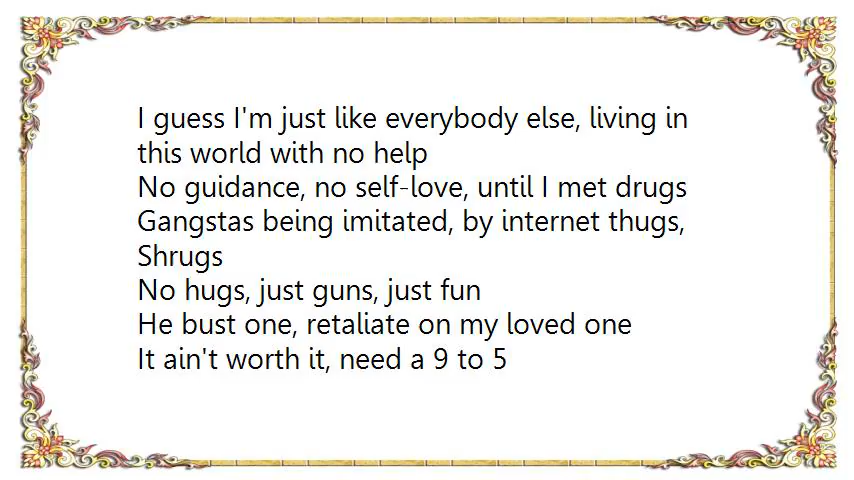 I guess I'm just like everybody else, living in
this world with no help
No guidance, no self-love, until I met drugs
Gangstas being imitated, by internet thugs,
Shrugs
No hugs, just guns, just fun
He bust one, retaliate on my loved one
It ain't worth it, need a 9 to 5